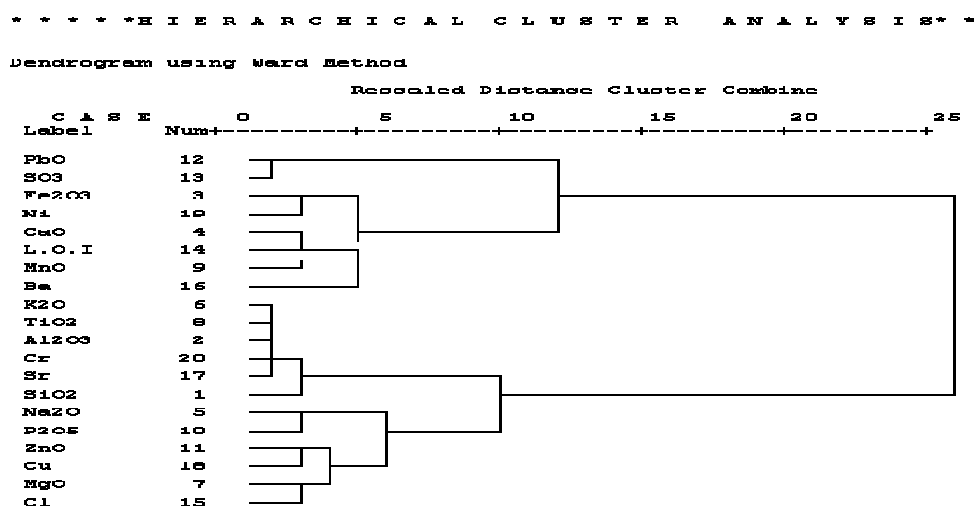 * * * * * H I E R A R C H I C A L C L U S T E R A N A L Y S I S * *
Dendrogram using Ward Method
Rescaled Distance Cluster Combine
C A S E 0 5 10 15 20 25
Label Num +---------+---------+---------+---------+---------+
PbO 12
SO3 13
Fe2O3 3
Ni 19
CaO 4
L.O.I 14
MnO 9
Ba 16
K2O 6
TiO2 8
Al2O3 2
Cr 20
Sr 17
SiO2 1
Na2O 5
P2O5 10
ZnO 11
Cu 18
MgO 7
Cl 15